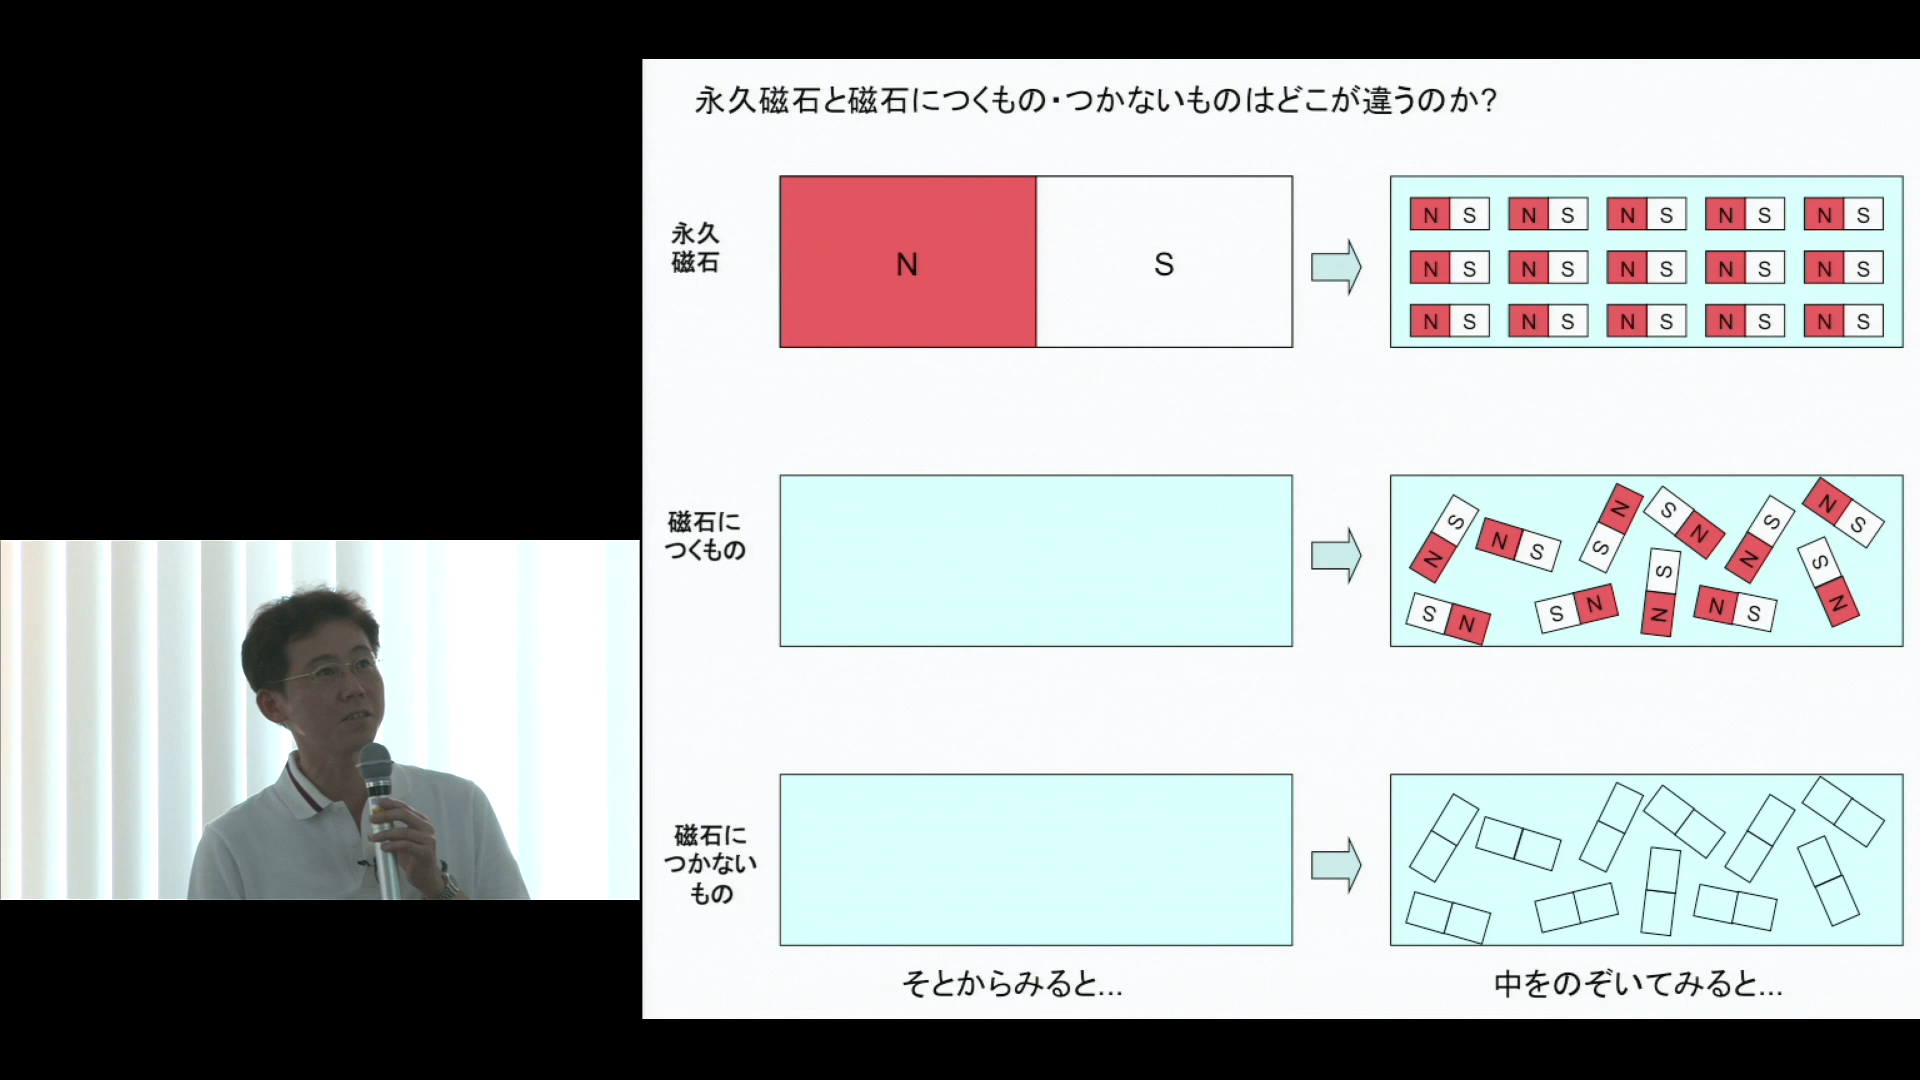 永久磁石と磁石につくもの・つかないものはどこが違うのか?
永久
磁石
N S
N S N S N S N S N S
N S N S N S N S N S
N S N S N S N S N S
磁石に
つくもの
S N N S N S S N S N N S
S N S N S N N S S N
磁石に
つかない
もの
そとからみると...
中をのぞいてみると...